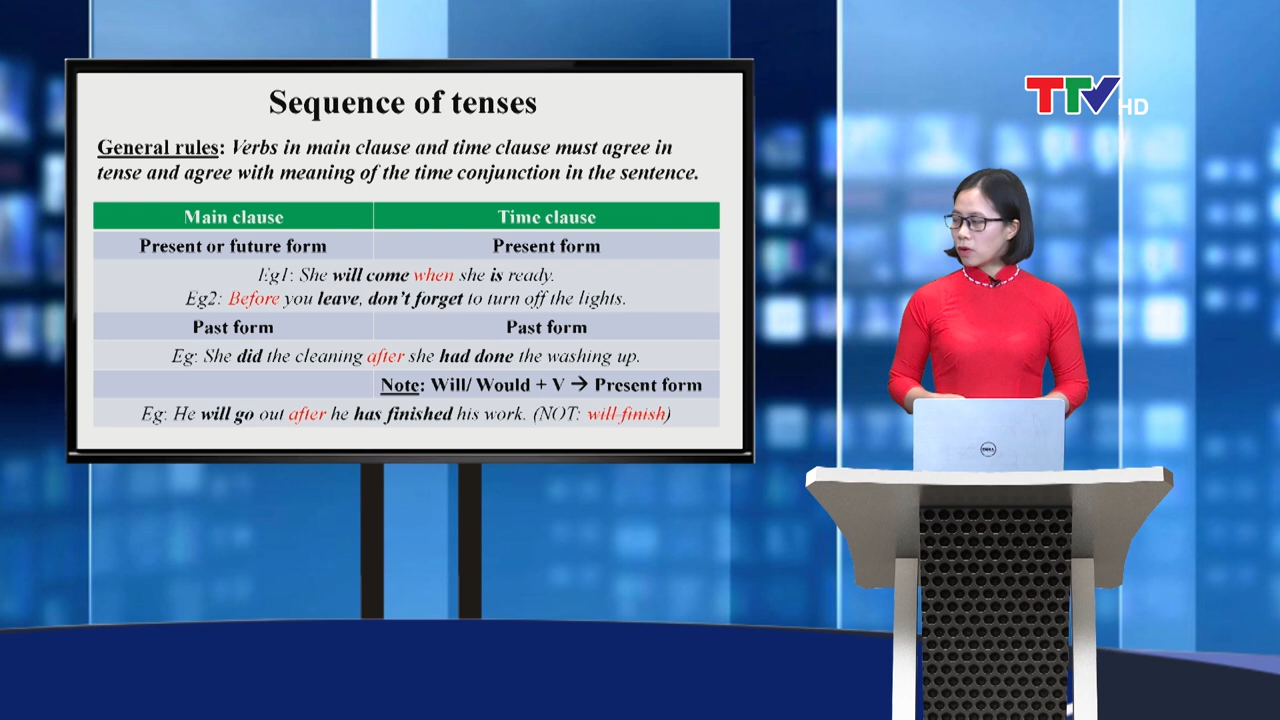 Sequence of tenses
General rules: Verbs in main clause and time clause must agree in
tense and agree with meaning of the time conjunction in the sentence.
Main clause Time clause
Present or future form Present form
Eg1: She will come when she is ready.
Eg2: Before you leave, don't forget to turn off the lights.
Past form Past form
Eg: She did the cleaning after she had done the washing up.
Note: Will/ Would + V → Present form
Eg: He will go out after he has finished his work. (NOT: will finish)
TTV HD
DELL